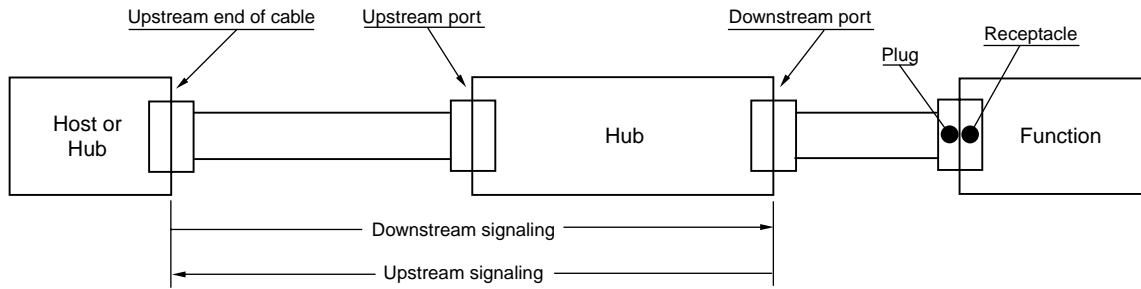 Upstream end of cable
Upstream port
Downstream port
Receptacle
Plug
Host or
Hub
Hub
Function
Downstream signaling
Upstream signaling